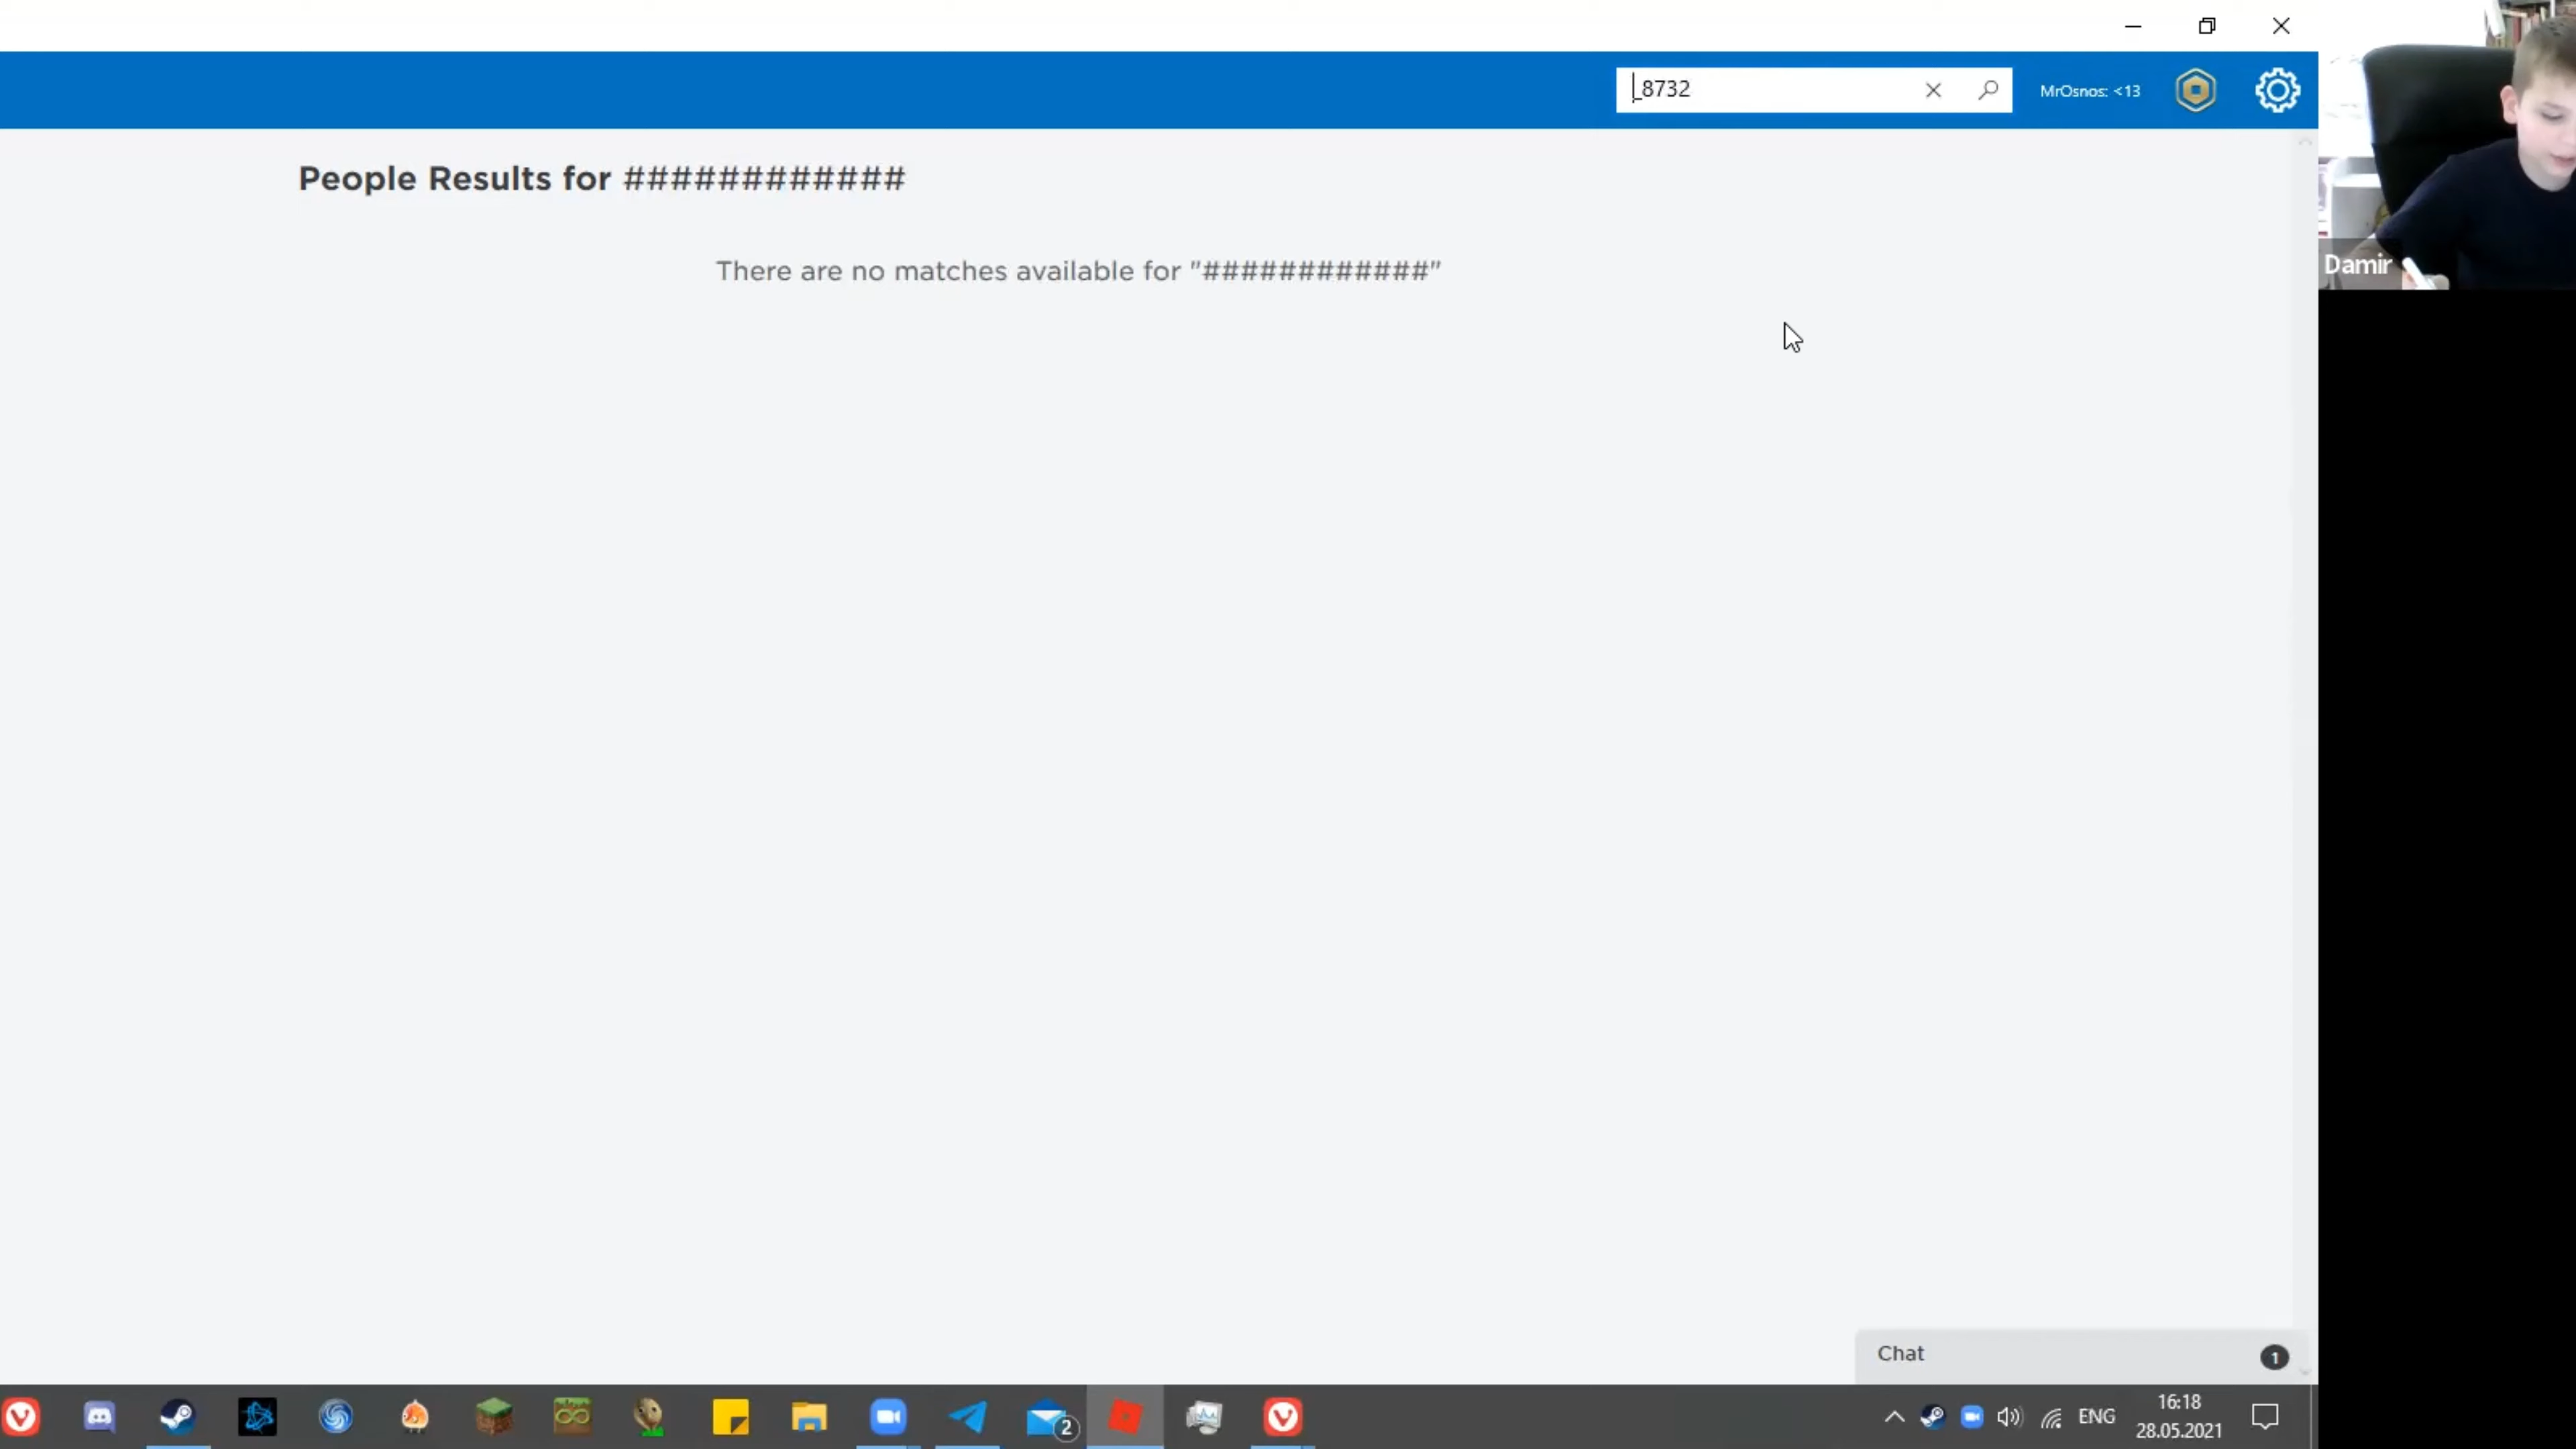 _8732
MrOsnos: <13
People Results for ############
There are no matches available for "############"
Damir
Chat
1
2
ENG
16:18
28.05.2021